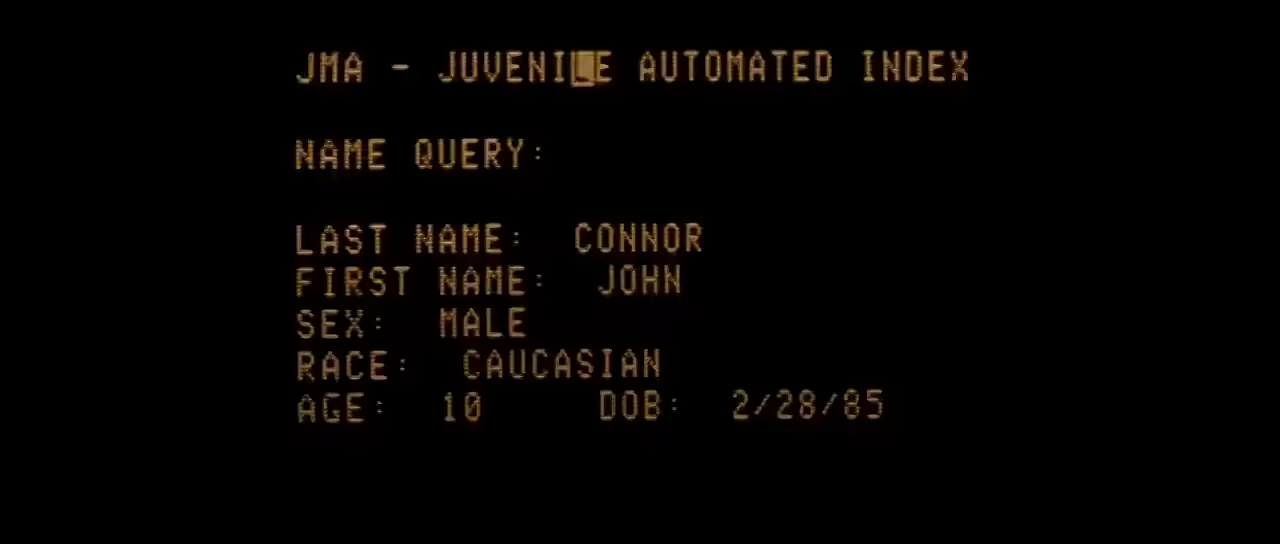 JMA - JUVENILE AUTOMATED INDEX
NAME QUERY:
LAST NAME: CONNOR
FIRST NAME: JOHN
SEX: MALE
RACE: CAUCASIAN
AGE: 10 DOB: 2/28/85